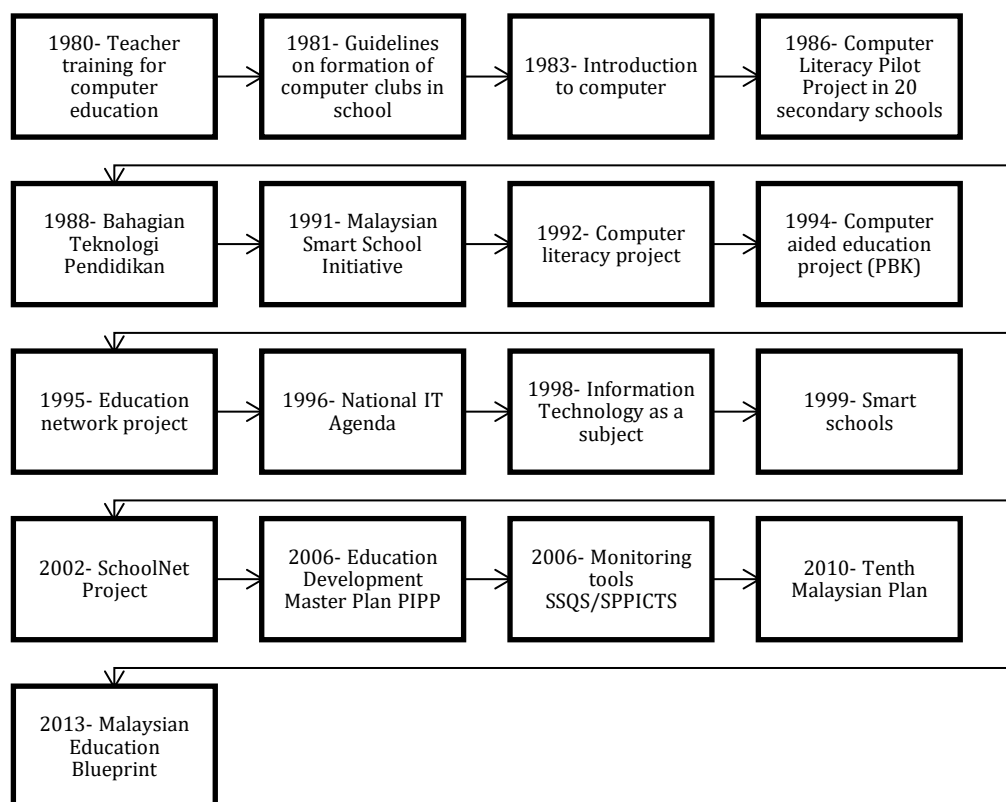 1980- Teacher
training for
computer
education
1981- Guidelines
on formation of
computer clubs in
school
1983- Introduction
to computer
1986- Computer
Literacy Pilot
Project in 20
secondary schools
1988- Bahagian
Teknologi
Pendidikan
1991- Malaysian
Smart School
Initiative
1992- Computer
literacy project
1994- Computer
aided education
project (PBK)
1995- Education
network project
1996- National IT
Agenda
1998- Information
Technology as a
subject
1999- Smart
schools
2002- SchoolNet
Project
2006- Education
Development
Master Plan PIPP
2006- Monitoring
tools
SSQS/SPPICTS
2010- Tenth
Malaysian Plan
2013- Malaysian
Education
Blueprint